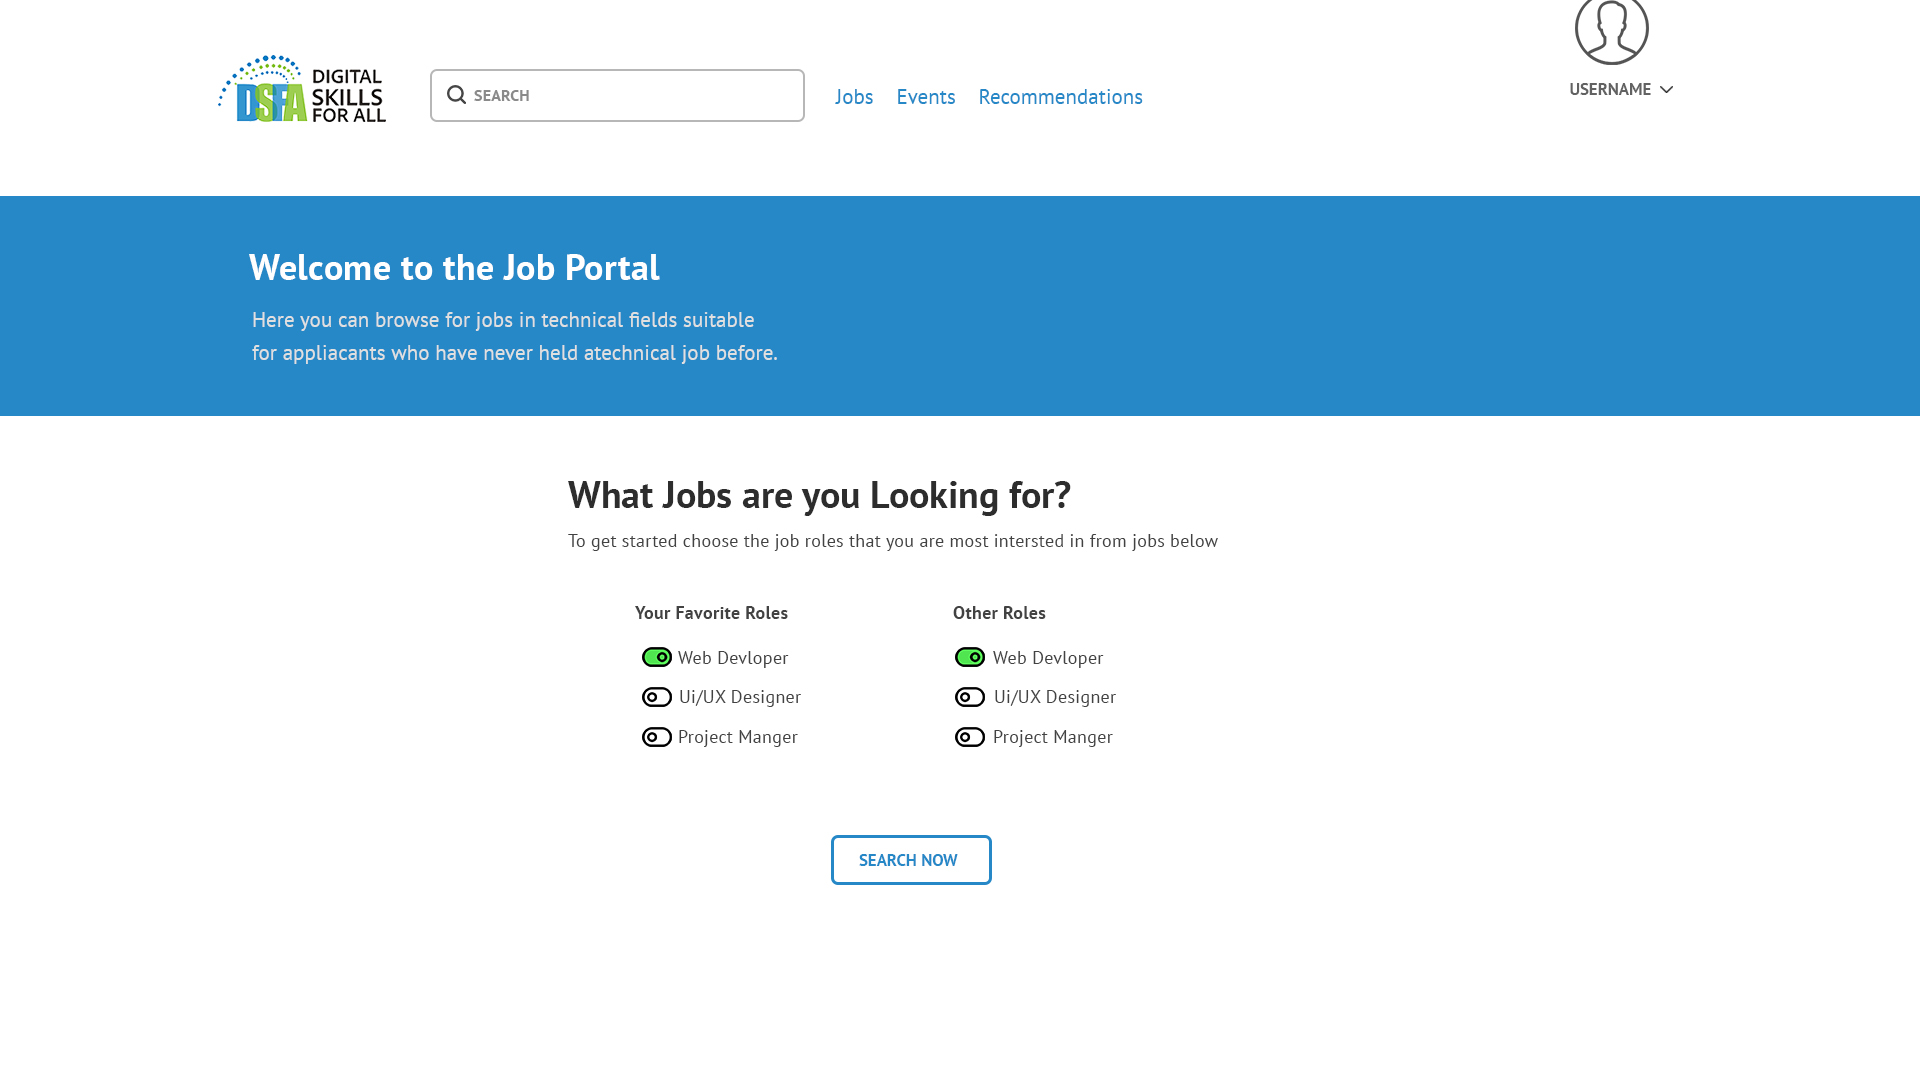 DSFA
DIGITAL
SKILLS
FOR ALL
SEARCH
Jobs Events Recommendations
USERNAME
Welcome to the Job Portal
Here you can browse for jobs in technical fields suitable
for appliacants who have never held atechnical job before.
What Jobs are you Looking for?
To get started choose the job roles that you are most intersted in from jobs below
Your Favorite Roles
Web Devloper
Ui/UX Designer
Project Manger
Other Roles
Web Devloper
Ui/UX Designer
Project Manger
SEARCH NOW